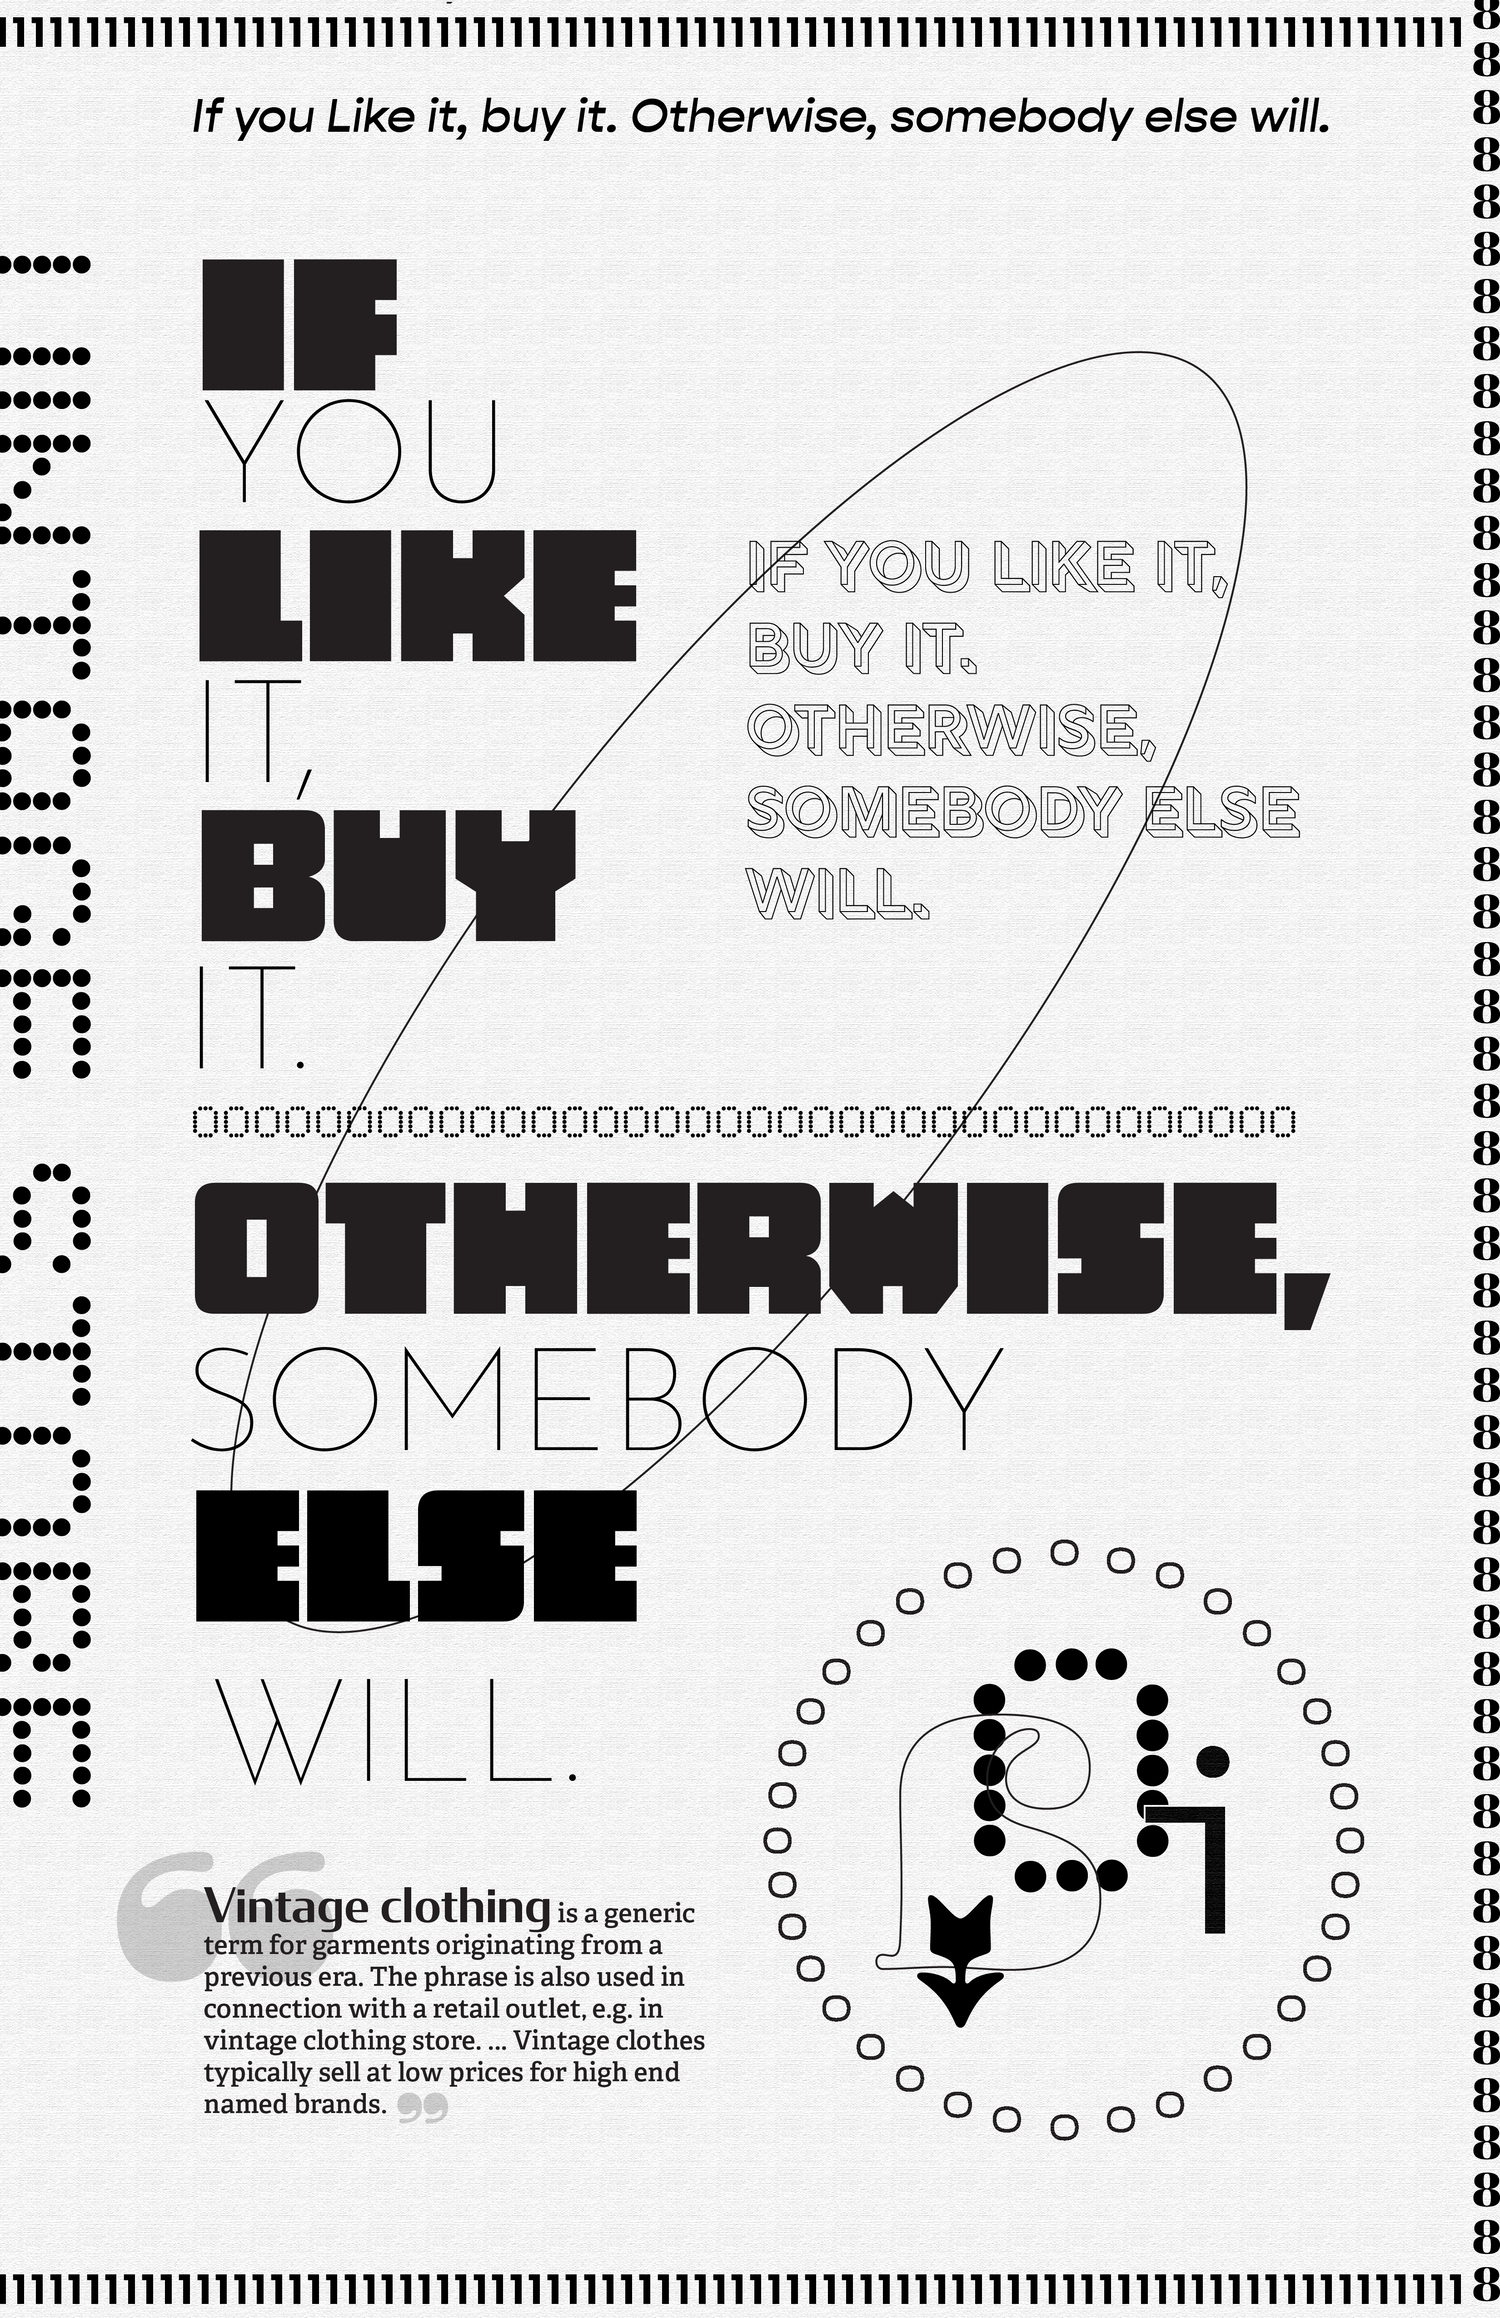 If you Like it, buy it. Otherwise, somebody else will.
IF
YOU
LIKE
IT,
BUY
IT.
IF YOU LIKE IT,
BUY IT.
OTHERWISE,
SOMEBODY ELSE
WILL.
OTHERWISE,
SOMEBODY
ELSE
WILL.
“Vintage clothing is a generic
term for garments originating from a
previous era. The phrase is also used in
connection with a retail outlet, e.g. in
vintage clothing store. ... Vintage clothes
typically sell at low prices for high end
named brands. ”